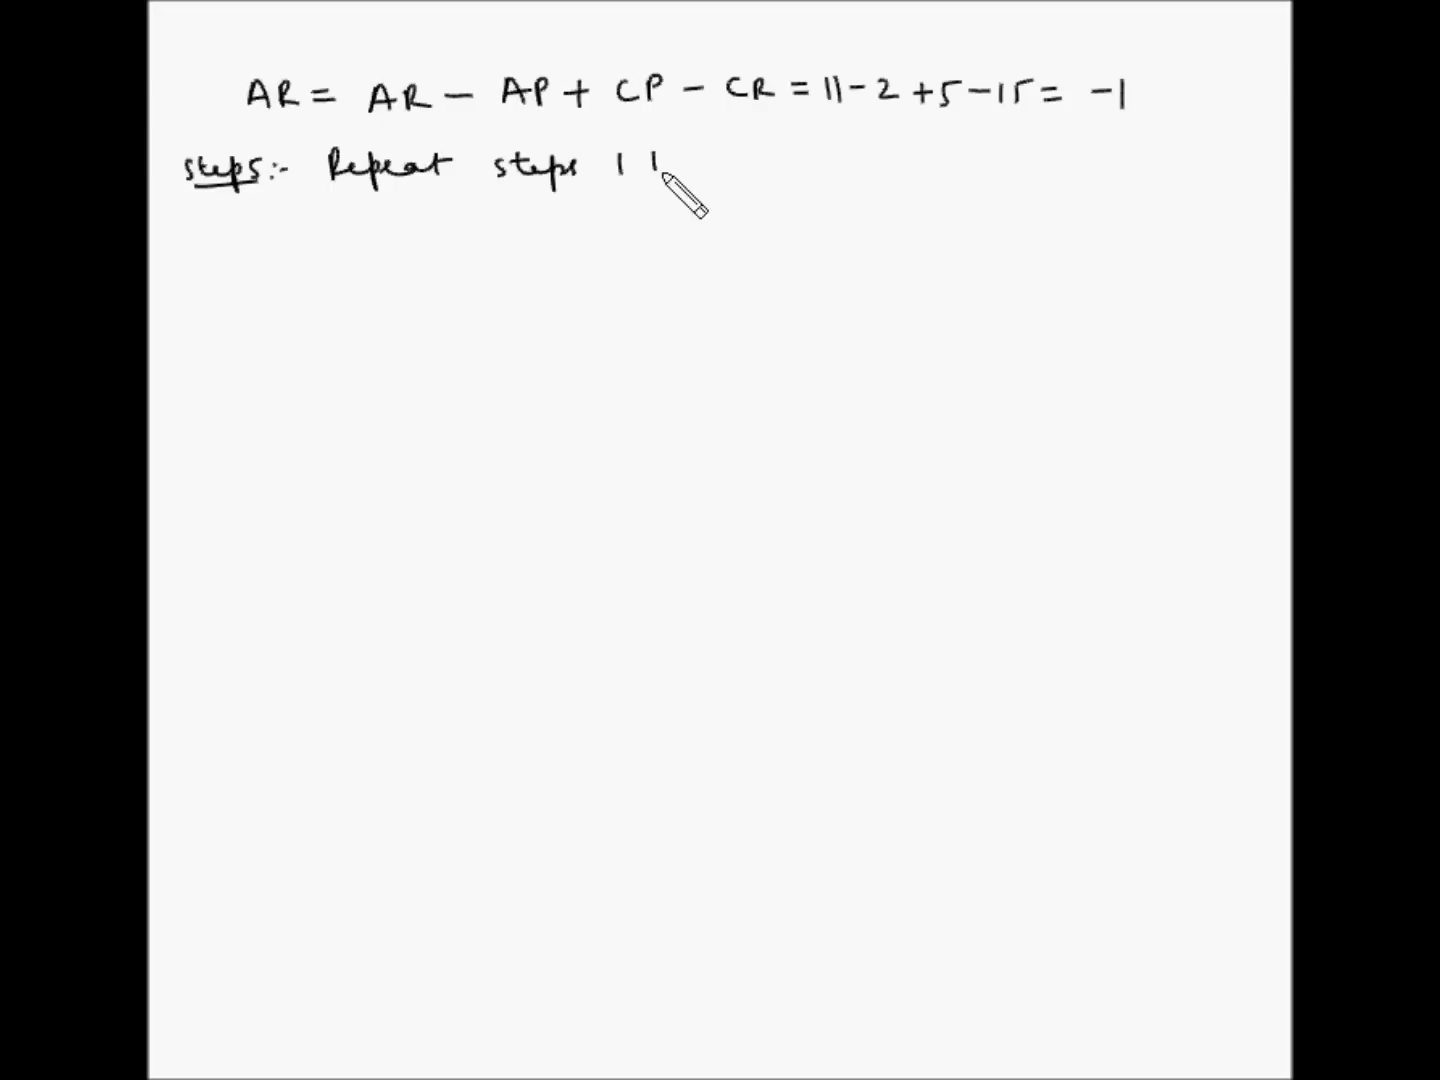 AR = AR - AP + CP - CR = 11 - 2 + 5 - 15 = -1
step5:- Repeat steps 1 1